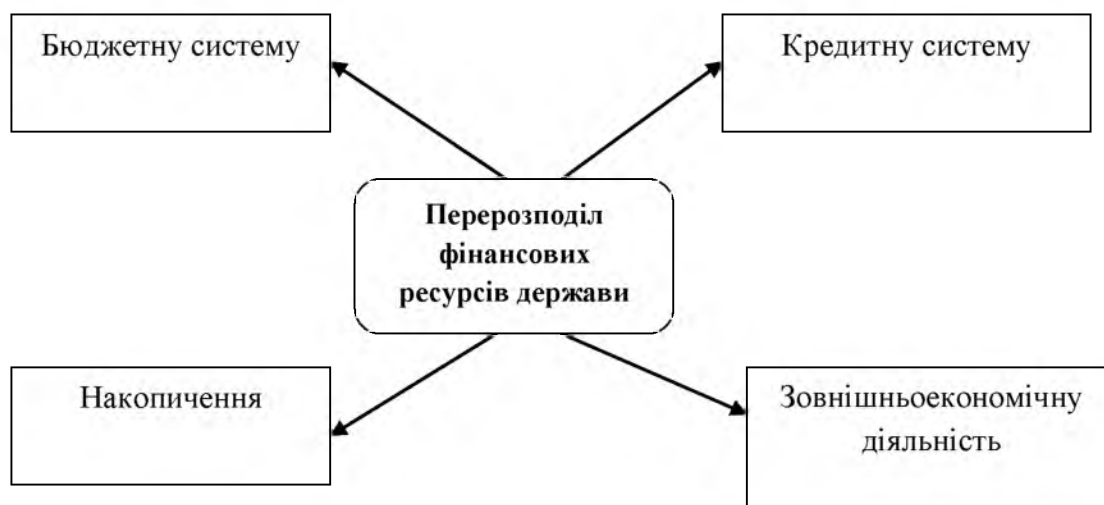 Бюджетну систему
Кредитну систему
Перерозподіл
фінансових
ресурсів держави
Накопичення
Зовнішньоекономічну
діяльність